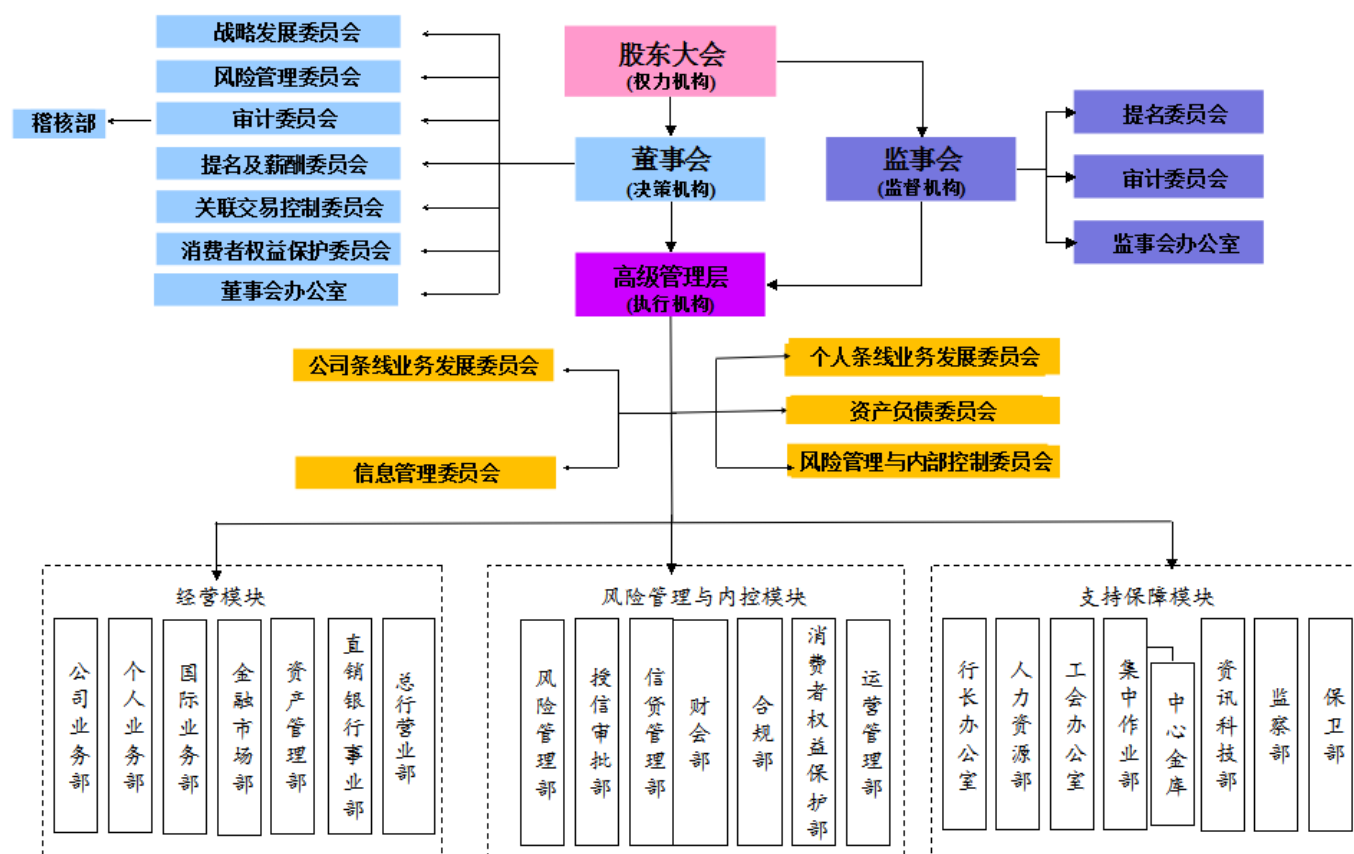 战略发展委员会
风险管理委员会
审计委员会
稽核部
提名及薪酬委员会
关联交易控制委员会
消费者权益保护委员会
董事会办公室
股东大会
(权力机构)
董事会
(决策机构)
监事会
(监督机构)
提名委员会
审计委员会
监事会办公室
高级管理层
(执行机构)
公司条线业务发展委员会
个人条线业务发展委员会
资产负债委员会
信息管理委员会
风险管理与内部控制委员会
经营模块
公司业务部
个人业务部
国际业务部
金融市场部
资产管理部
直销银行事业部
总行营业部
风险管理与内控模块
风险管理部
授信审批部
信贷管理部
财会部
合规部
消费者权益保护部
运营管理部
支持保障模块
行长办公室
人力资源部
工会办公室
集中作业部
中心金库
资讯科技部
监察部
保卫部